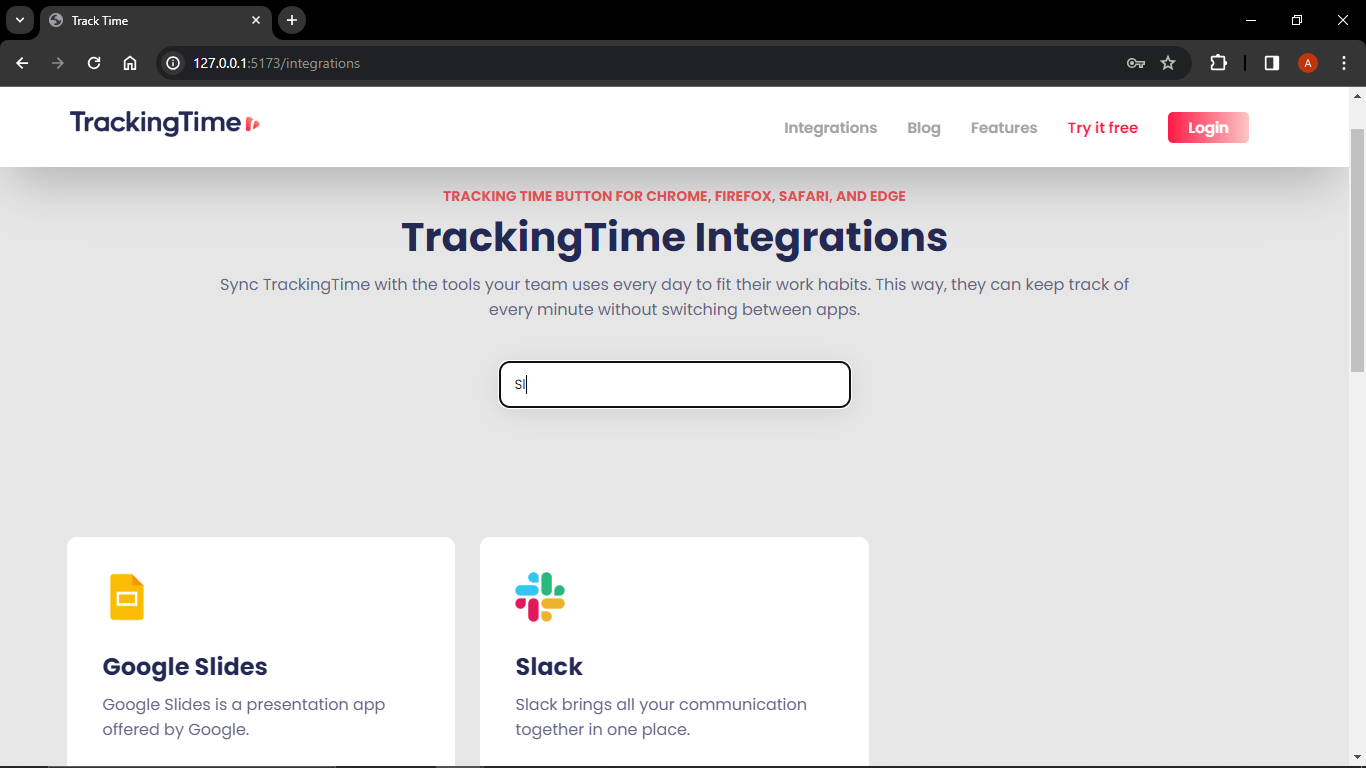 Track Time
127.0.0.1:5173/integrations
A
TrackingTime
Integrations Blog Features Try it free Login
TRACKING TIME BUTTON FOR CHROME, FIREFOX, SAFARI, AND EDGE
TrackingTime Integrations
Sync TrackingTime with the tools your team uses every day to fit their work habits. This way, they can keep track of
every minute without switching between apps.
Sl
Google Slides
Google Slides is a presentation app
offered by Google.
Slack
Slack brings all your communication
together in one place.